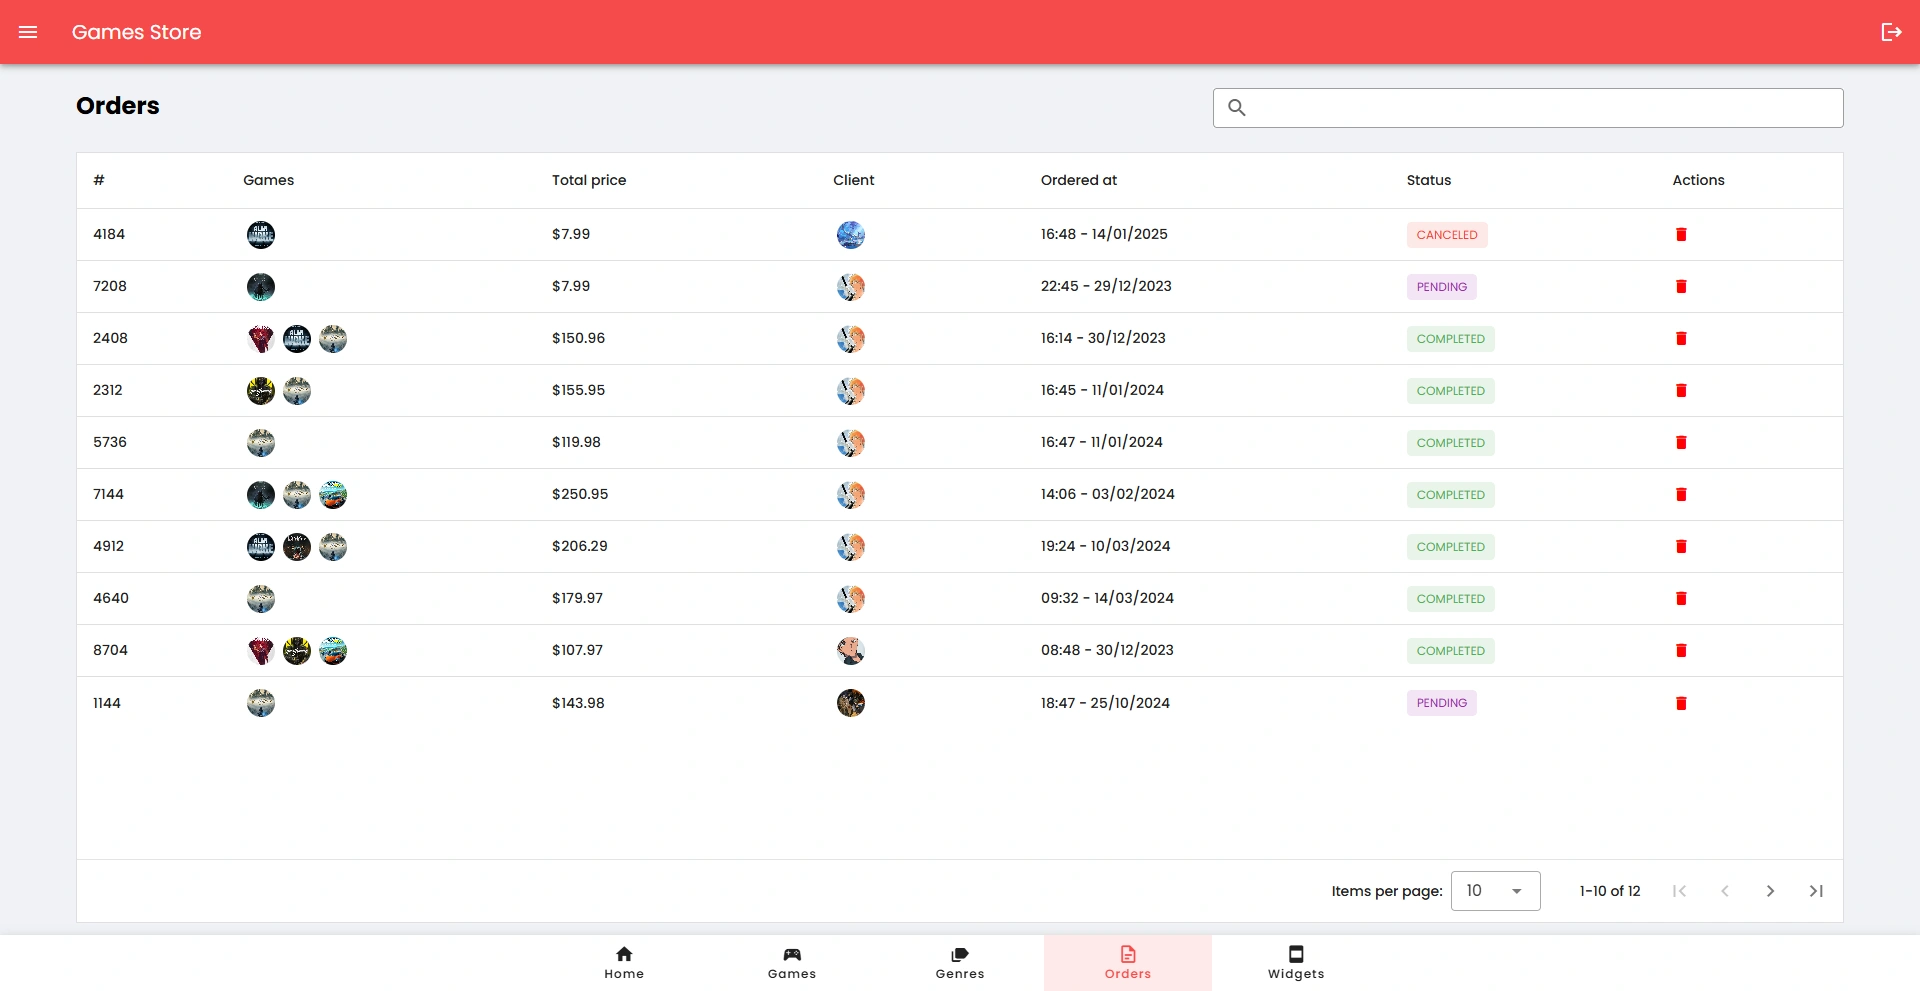 Games Store
Orders
# Games Total price Client Ordered at Status Actions
4184 $7.99 16:48 - 14/01/2025 CANCELED
7208 $7.99 22:45 - 29/12/2023 PENDING
2408 $150.96 16:14 - 30/12/2023 COMPLETED
2312 $155.95 16:45 - 11/01/2024 COMPLETED
5736 $119.98 16:47 - 11/01/2024 COMPLETED
7144 $250.95 14:06 - 03/02/2024 COMPLETED
4912 $206.29 19:24 - 10/03/2024 COMPLETED
4640 $179.97 09:32 - 14/03/2024 COMPLETED
8704 $107.97 08:48 - 30/12/2023 COMPLETED
1144 $143.98 18:47 - 25/10/2024 PENDING
Items per page: 10 1-10 of 12
Home Games Genres Orders Widgets